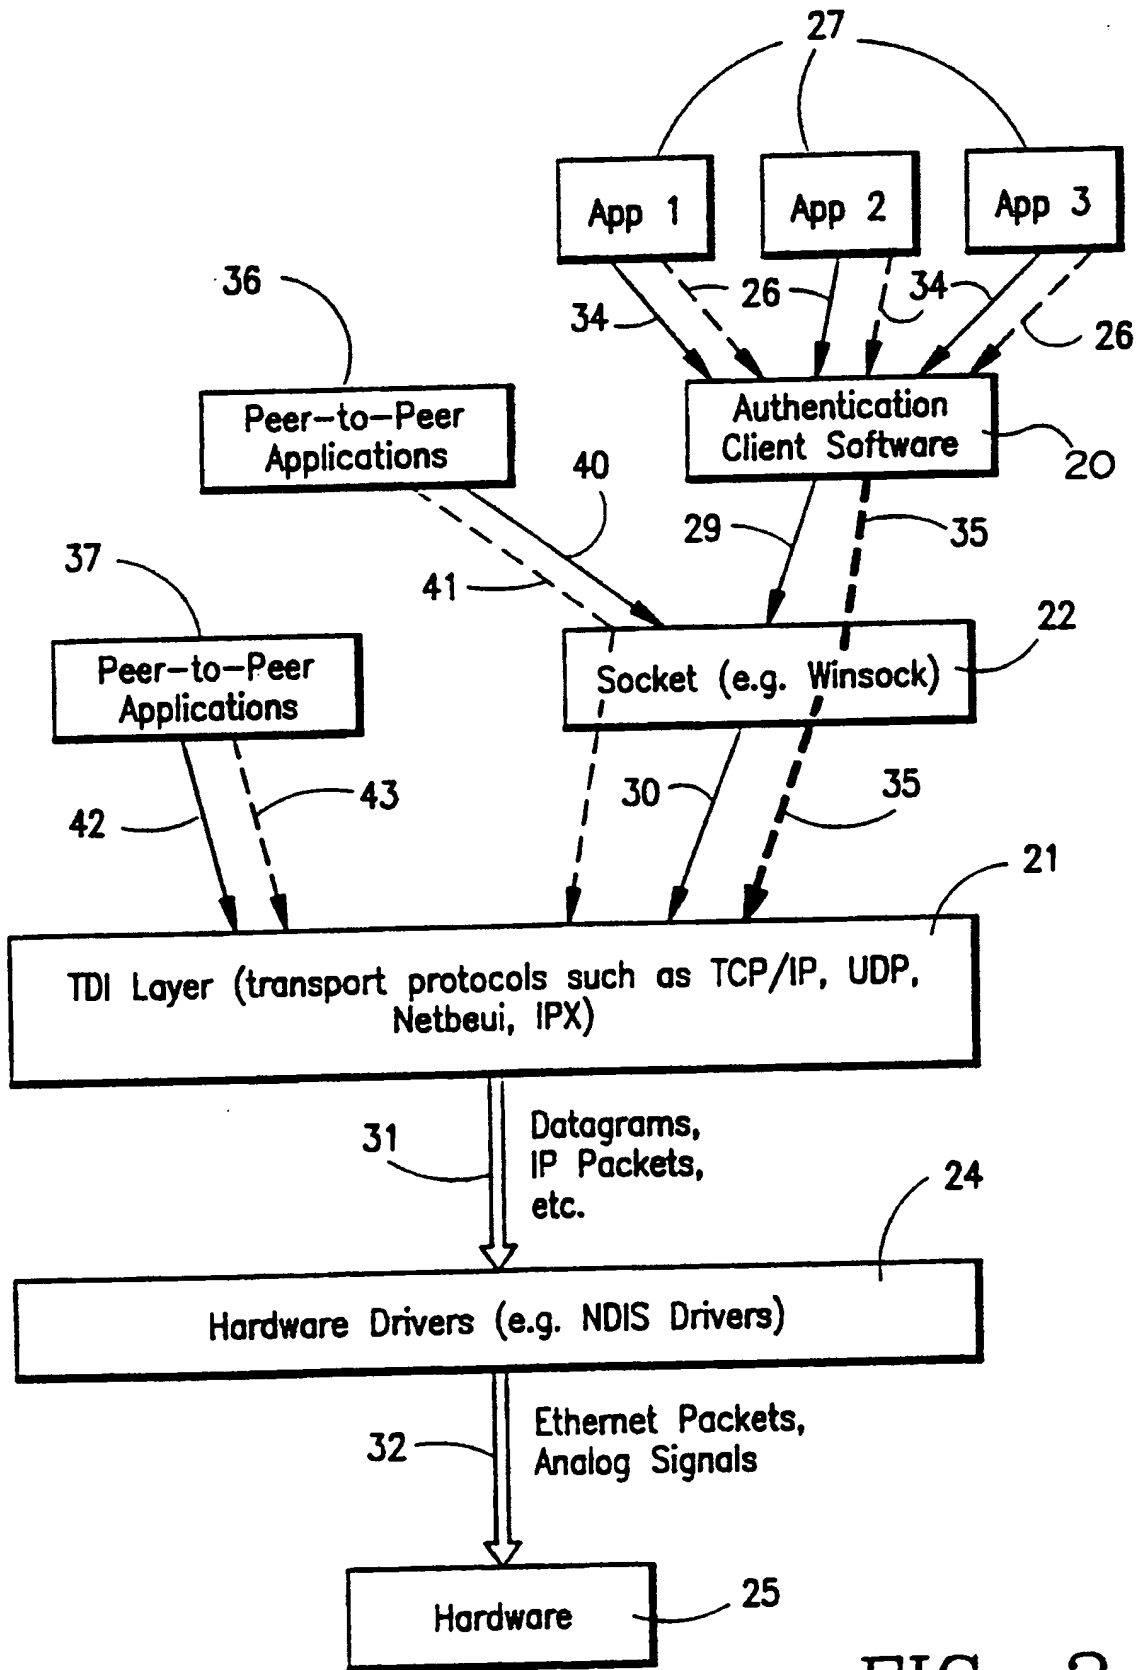 27
App 1
App 2
App 3
36
34
26
34
26
Peer-to-Peer
Applications
Authentication
Client Software
20
40
29
35
37
41
22
Peer-to-Peer
Applications
Socket (e.g. Winsock)
42
43
30
35
21
TDI Layer (transport protocols such as TCP/IP, UDP,
Netbeui, IPX)
31
Datagrams,
IP Packets,
etc.
24
Hardware Drivers (e.g. NDIS Drivers)
32
Ethernet Packets,
Analog Signals
Hardware
25